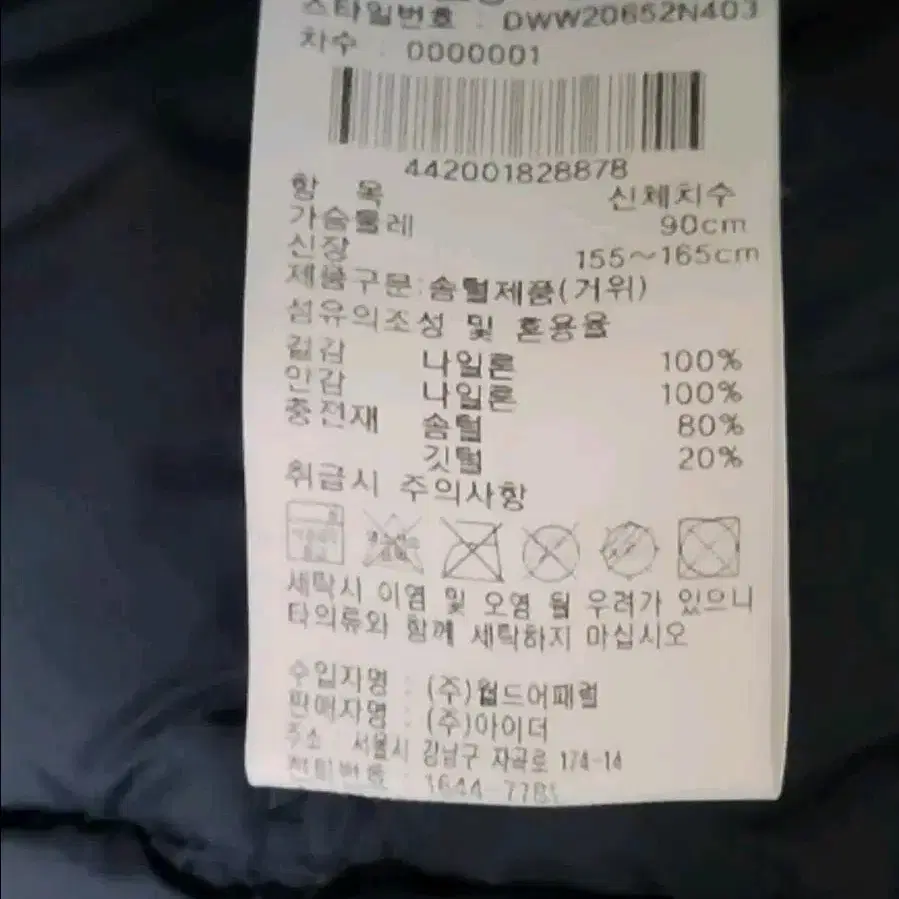 스타일번호 : DWW20652N403
차수 : 0000001
442001828878
항 목 신체치수
가슴둘레 90cm
신장 155~165cm
제품구분:솜털제품(거위)
섬유의조성 및 혼용율
겉감 나일론 100%
안감 나일론 100%
충전재 솜털 80%
깃털 20%
취급시 주의사항
세탁시 이염 및 오염 될 우려가 있으니
타의류와 함께 세탁하지 마십시오
수입자명 : (주)월드어패럴
판매자명 : (주)아이더
주소 : 서울시 강남구 자곡로 174-14
전화번호 :